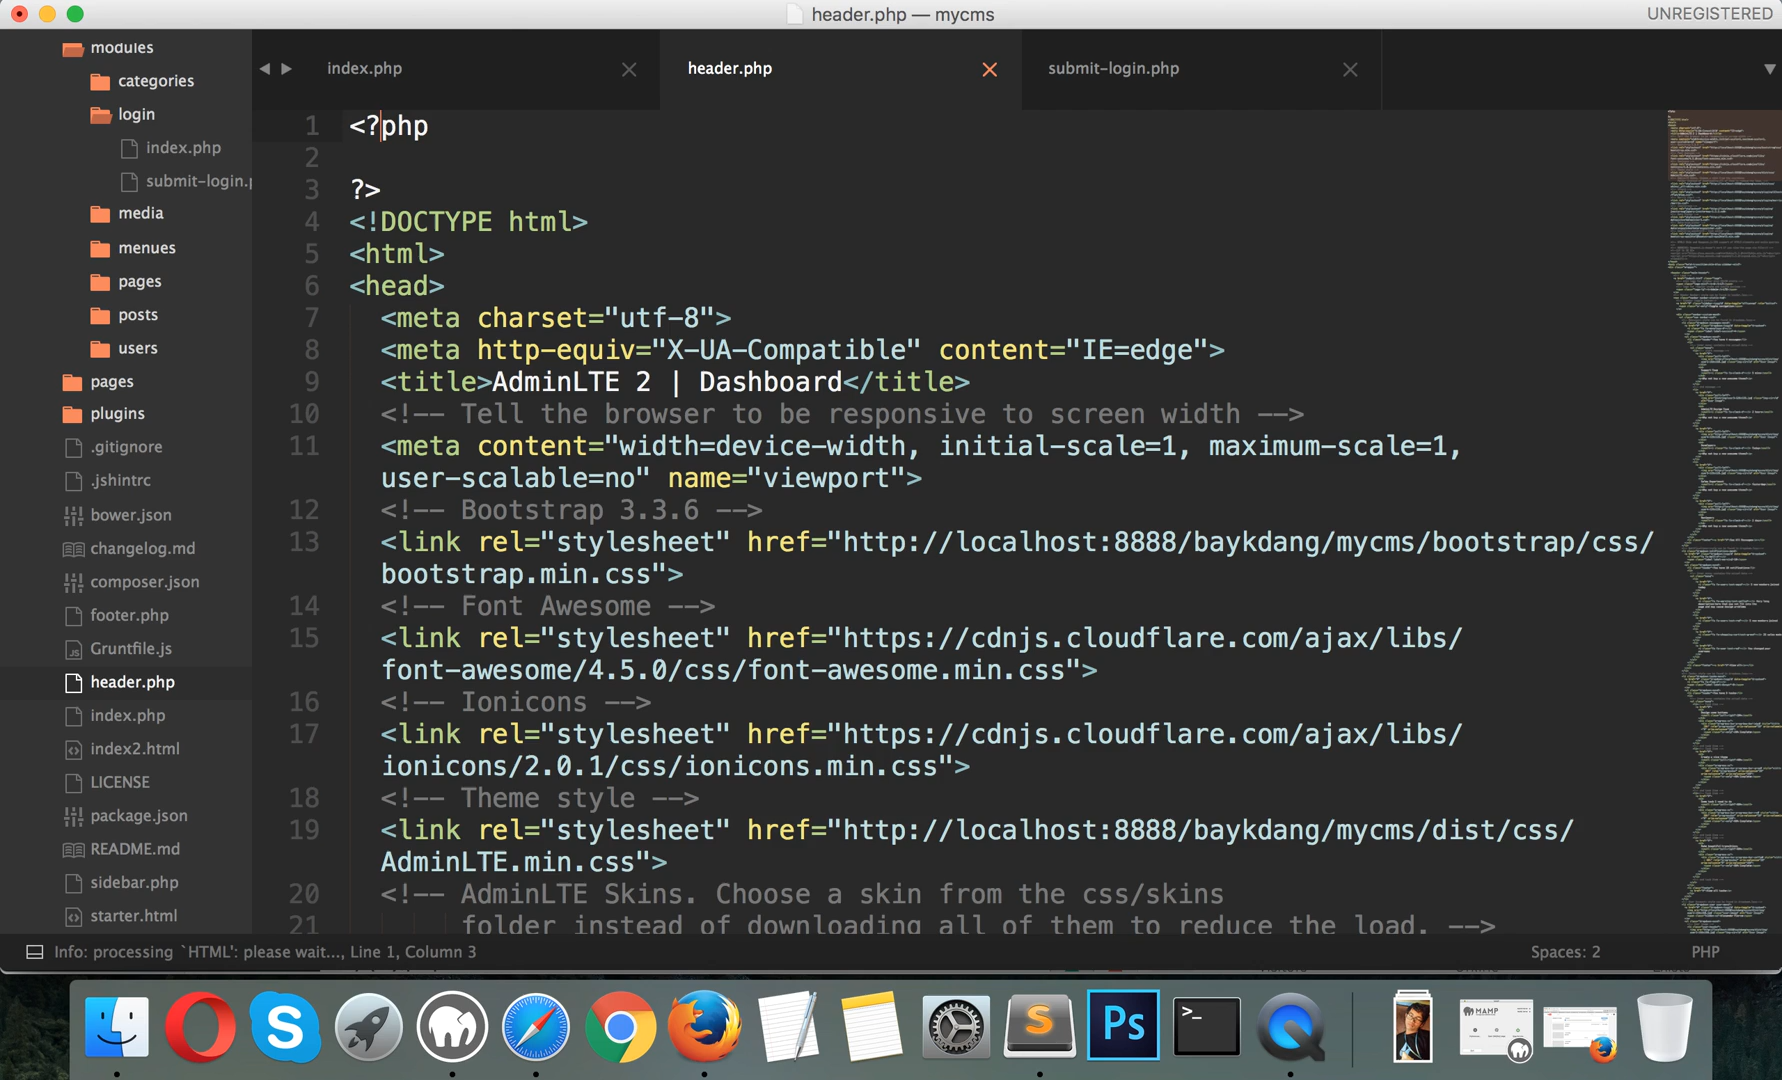 header.php — mycms
UNREGISTERED
modules
categories
login
index.php
submit-login.p
media
menues
pages
posts
users
pages
plugins
.gitignore
.jshintrc
bower.json
changelog.md
composer.json
footer.php
Gruntfile.js
header.php
index.php
index2.html
LICENSE
package.json
README.md
sidebar.php
starter.html
index.php
header.php
submit-login.php
1 <?php
2
3 ?>
4 <!DOCTYPE html>
5 <html>
6 <head>
7 <meta charset="utf-8">
8 <meta http-equiv="X-UA-Compatible" content="IE=edge">
9 <title>AdminLTE 2 | Dashboard</title>
10 <!-- Tell the browser to be responsive to screen width -->
11 <meta content="width=device-width, initial-scale=1, maximum-scale=1,
user-scalable=no" name="viewport">
12 <!-- Bootstrap 3.3.6 -->
13 <link rel="stylesheet" href="http://localhost:8888/baykdang/mycms/bootstrap/css/
bootstrap.min.css">
14 <!-- Font Awesome -->
15 <link rel="stylesheet" href="https://cdnjs.cloudflare.com/ajax/libs/
font-awesome/4.5.0/css/font-awesome.min.css">
16 <!-- Ionicons -->
17 <link rel="stylesheet" href="https://cdnjs.cloudflare.com/ajax/libs/
ionicons/2.0.1/css/ionicons.min.css">
18 <!-- Theme style -->
19 <link rel="stylesheet" href="http://localhost:8888/baykdang/mycms/dist/css/
AdminLTE.min.css">
20 <!-- AdminLTE Skins. Choose a skin from the css/skins
21 folder instead of downloading all of them to reduce the load. -->
Info: processing `HTML': please wait..., Line 1, Column 3
Spaces: 2
PHP
S
S
Ps
>_
MAMP